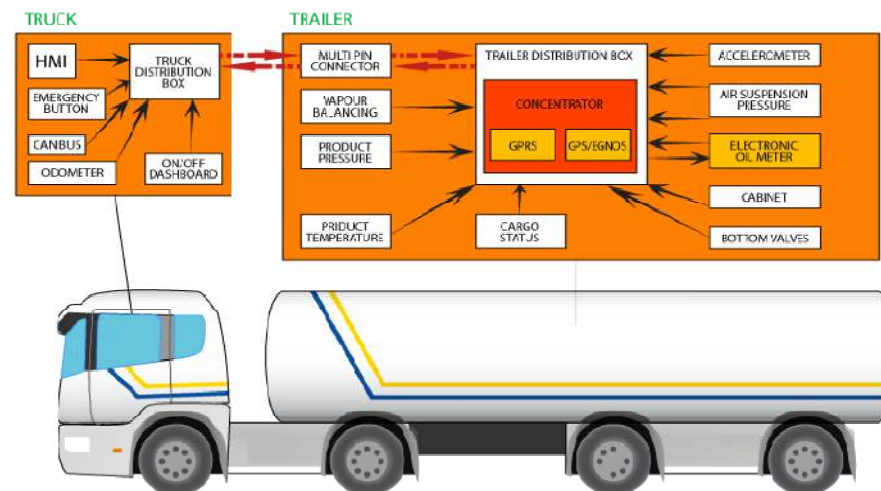 TRUCK
HMI
EMERGENCY
BUTTON
CANBUS
ODOMETER
TRUCK
DISTRIBUTION
BOX
ON/OFF
DASHBOARD
TRAILER
MULTI PIN
CONNECTOR
VAPOUR
BALANCING
PRODUCT
PRESSURE
PRIDUCT
TEMPERATURE
TRAILER DISTRIBUTION BOX
CONCENTRATOR
GPRS
GPS/EGNOS
CARGO
STATUS
ACCELEROMETER
AIR SUSPENSION
PRESSURE
ELECTRONIC
OIL METER
CABINET
BOTTOM VALVES